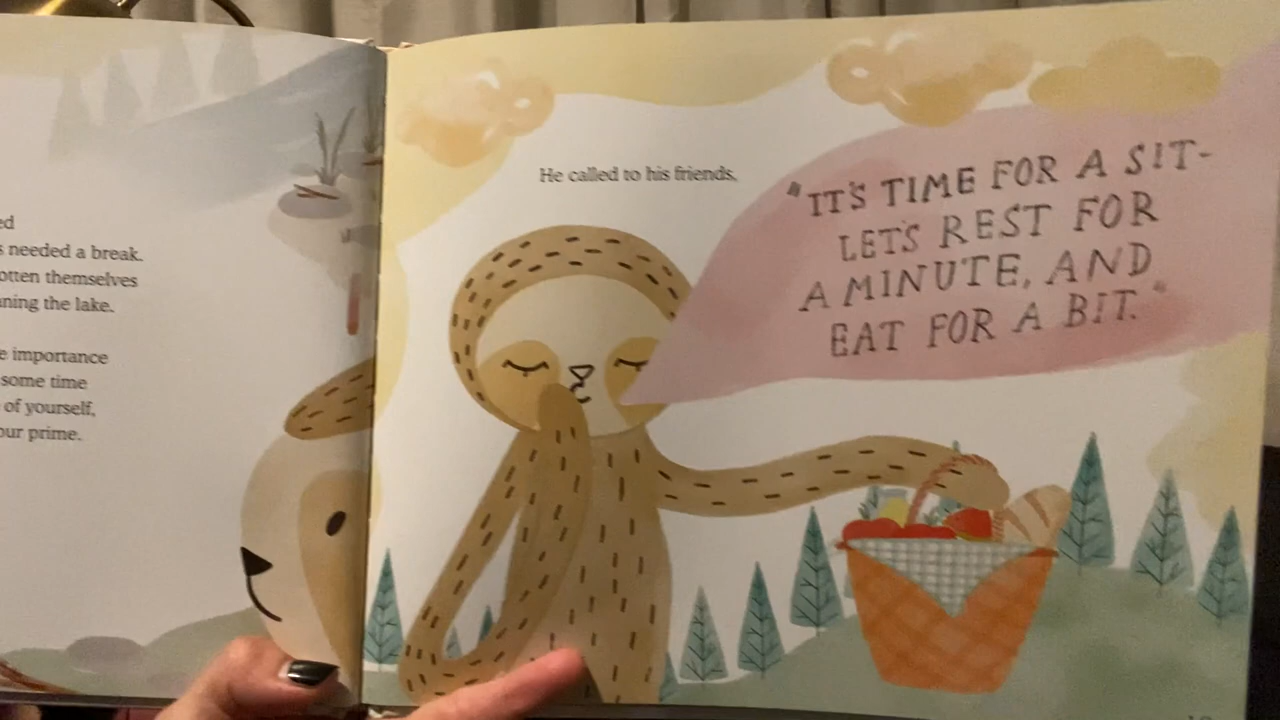 ed
s needed a break.
otten themselves
ning the lake.
e importance
some time
of yourself,
our prime.
He called to his friends,
"IT'S TIME FOR A SIT-
LET'S REST FOR
A MINUTE, AND
EAT FOR A BIT."